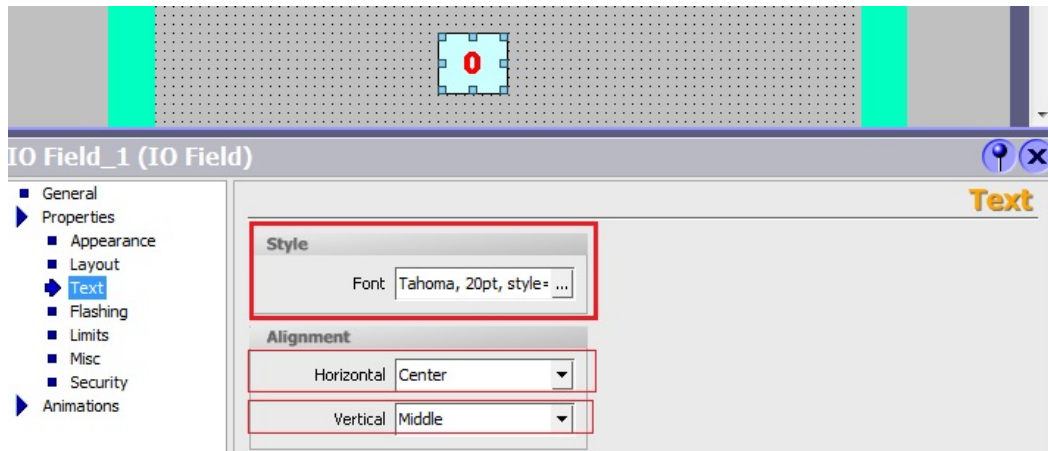 0
IO Field_1 (IO Field)
General
Properties
Appearance
Layout
Text
Flashing
Limits
Misc
Security
Animations
Text
Style
Font Tahoma, 20pt, style= ...
Alignment
Horizontal Center
Vertical Middle